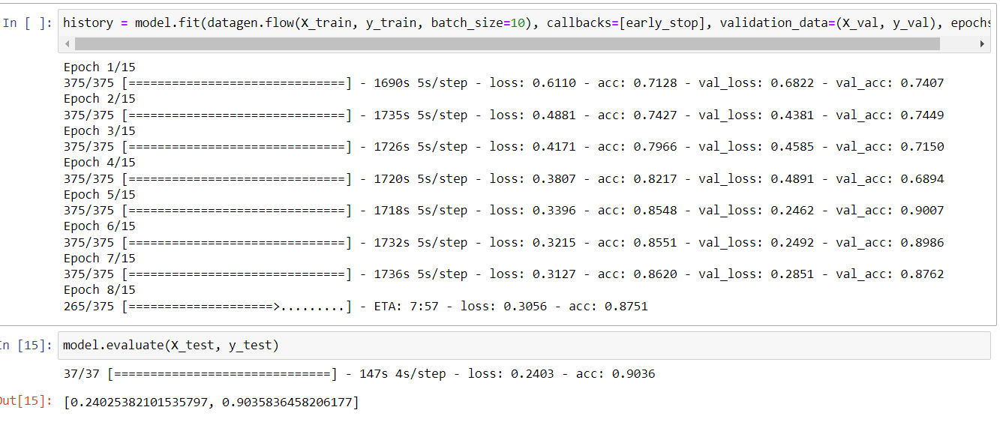 In [ ]: history = model.fit(datagen.flow(X_train, y_train, batch_size=10), callbacks=[early_stop], validation_data=(X_val, y_val), epochs
Epoch 1/15
375/375 [==============================] - 1690s 5s/step - loss: 0.6110 - acc: 0.7128 - val_loss: 0.6822 - val_acc: 0.7407
Epoch 2/15
375/375 [==============================] - 1735s 5s/step - loss: 0.4881 - acc: 0.7427 - val_loss: 0.4381 - val_acc: 0.7449
Epoch 3/15
375/375 [==============================] - 1726s 5s/step - loss: 0.4171 - acc: 0.7966 - val_loss: 0.4585 - val_acc: 0.7150
Epoch 4/15
375/375 [==============================] - 1720s 5s/step - loss: 0.3807 - acc: 0.8217 - val_loss: 0.4891 - val_acc: 0.6894
Epoch 5/15
375/375 [==============================] - 1718s 5s/step - loss: 0.3396 - acc: 0.8548 - val_loss: 0.2462 - val_acc: 0.9007
Epoch 6/15
375/375 [==============================] - 1732s 5s/step - loss: 0.3215 - acc: 0.8551 - val_loss: 0.2492 - val_acc: 0.8986
Epoch 7/15
375/375 [==============================] - 1736s 5s/step - loss: 0.3127 - acc: 0.8620 - val_loss: 0.2851 - val_acc: 0.8762
Epoch 8/15
265/375 [====================>.........] - ETA: 7:57 - loss: 0.3056 - acc: 0.8751
In [15]: model.evaluate(X_test, y_test)
37/37 [==============================] - 147s 4s/step - loss: 0.2403 - acc: 0.9036
Out[15]: [0.24025382101535797, 0.9035836458206177]